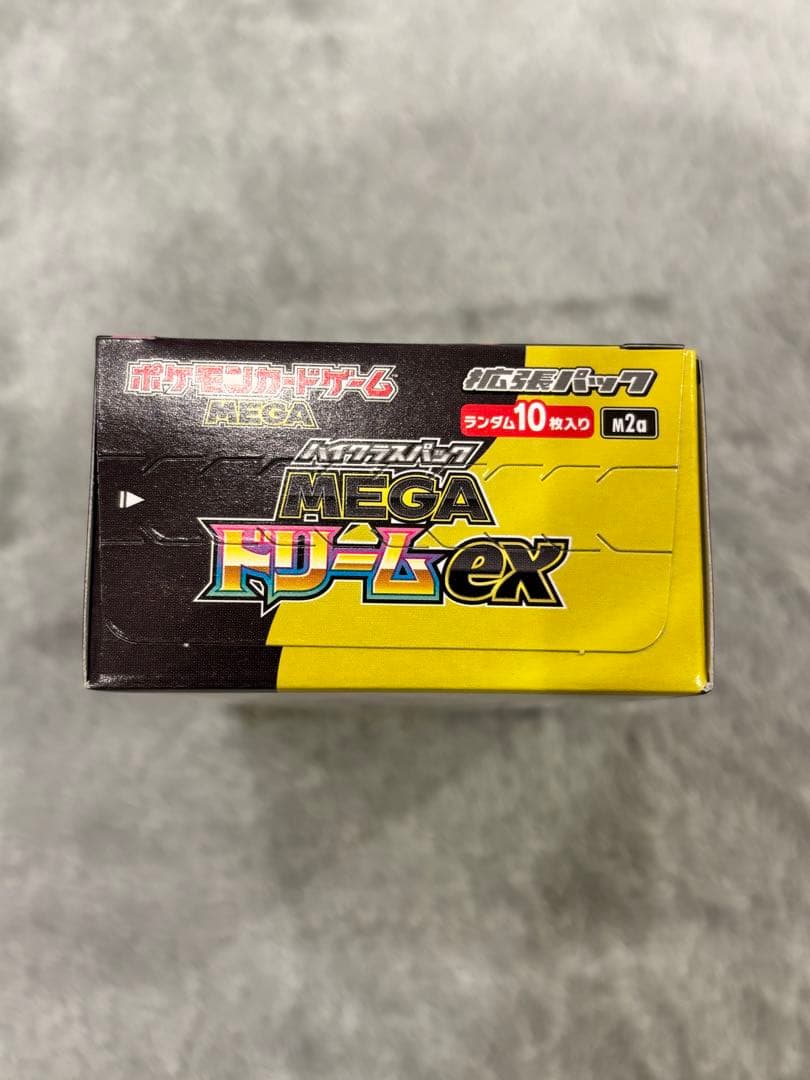 ポケモンカードゲーム
MEGA
拡張パック
ランダム10枚入り M2a
ハイクラスパック
MEGA
ドリームex